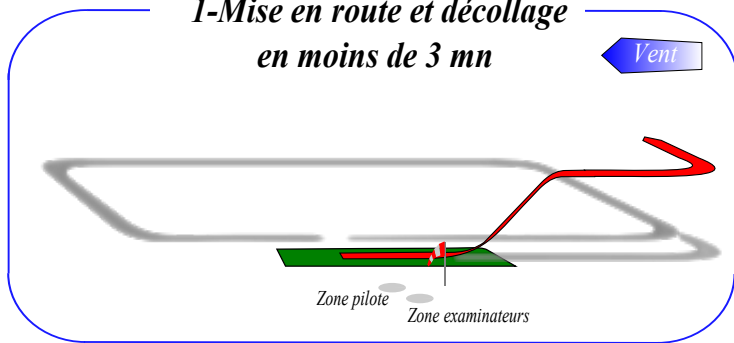 1-Mise en route et décollage
en moins de 3 mn
Vent
Zone pilote
Zone examinateurs